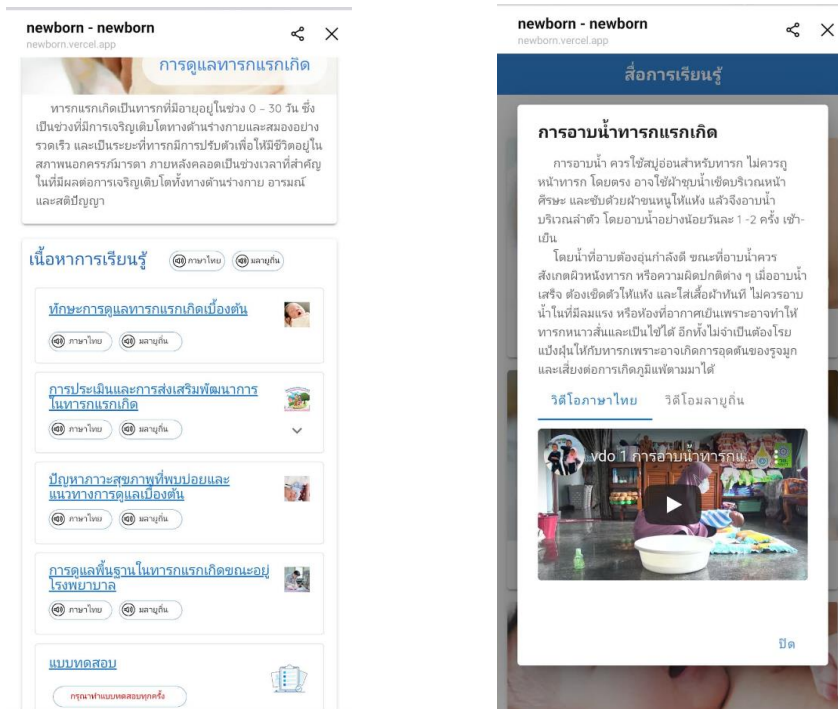 newborn - newborn
newborn.vercel.app
การดูแลทารกแรกเกิด
ทารกแรกเกิดเป็นทารกที่มีอายุอยู่ในช่วง 0 – 30 วัน ซึ่ง
เป็นช่วงที่มีการเจริญเติบโตทางด้านร่างกายและสมองอย่าง
รวดเร็ว และเป็นระยะที่ทารกมีการปรับตัวเพื่อให้มีชีวิตอยู่ใน
สภาพนอกครรภ์มารดา ภายหลังคลอดเป็นช่วงเวลาที่สำคัญ
ในที่มีผลต่อการเจริญเติบโตทั้งทางด้านร่างกาย อารมณ์
และสติปัญญา
เนื้อหาการเรียนรู้
ภาษาไทย
มลายูถิ่น
ทักษะการดูแลทารกแรกเกิดเบื้องต้น
ภาษาไทย
มลายูถิ่น
การประเมินและการส่งเสริมพัฒนาการ
ในทารกแรกเกิด
ภาษาไทย
มลายูถิ่น
ปัญหาภาวะสุขภาพที่พบบ่อยและ
แนวทางการดูแลเบื้องต้น
ภาษาไทย
มลายูถิ่น
การดูแลพื้นฐานในทารกแรกเกิดขณะอยู่
โรงพยาบาล
ภาษาไทย
มลายูถิ่น
แบบทดสอบ
กรุณาทำแบบทดสอบทุกครั้ง
newborn - newborn
newborn.vercel.app
สื่อการเรียนรู้
การอาบน้ำทารกแรกเกิด
การอาบน้ำ ควรใช้สบู่อ่อนสำหรับทารก ไม่ควรถู
หน้าทารก โดยตรง อาจใช้ผ้าชุบน้ำเช็ดบริเวณหน้า
ศีรษะ และซับด้วยผ้าขนหนูให้แห้ง แล้วจึงอาบน้ำ
บริเวณลำตัว โดยอาบน้ำอย่างน้อยวันละ 1 -2 ครั้ง เช้า-
เย็น
โดยน้ำที่อาบต้องอุ่นกำลังดี ขณะที่อาบน้ำควร
สังเกตผิวหนังทารก หรือความผิดปกติต่าง ๆ เมื่ออาบน้ำ
เสร็จ ต้องเช็ดตัวให้แห้ง และใส่เสื้อผ้าทันที ไม่ควรอาบ
น้ำในที่มีลมแรง หรือห้องที่อากาศเย็นเพราะอาจทำให้
ทารกหนาวสั่นและเป็นไข้ได้ อีกทั้งไม่จำเป็นต้องโรย
แป้งฝุ่นให้กับทารกเพราะอาจเกิดการอุดตันของรูจมูก
และเสี่ยงต่อการเกิดภูมิแพ้ตามมาได้
วิดีโอภาษาไทย
วิดีโอมลายูถิ่น
vdo 1 การอาบน้ำทารกแ...
ปิด